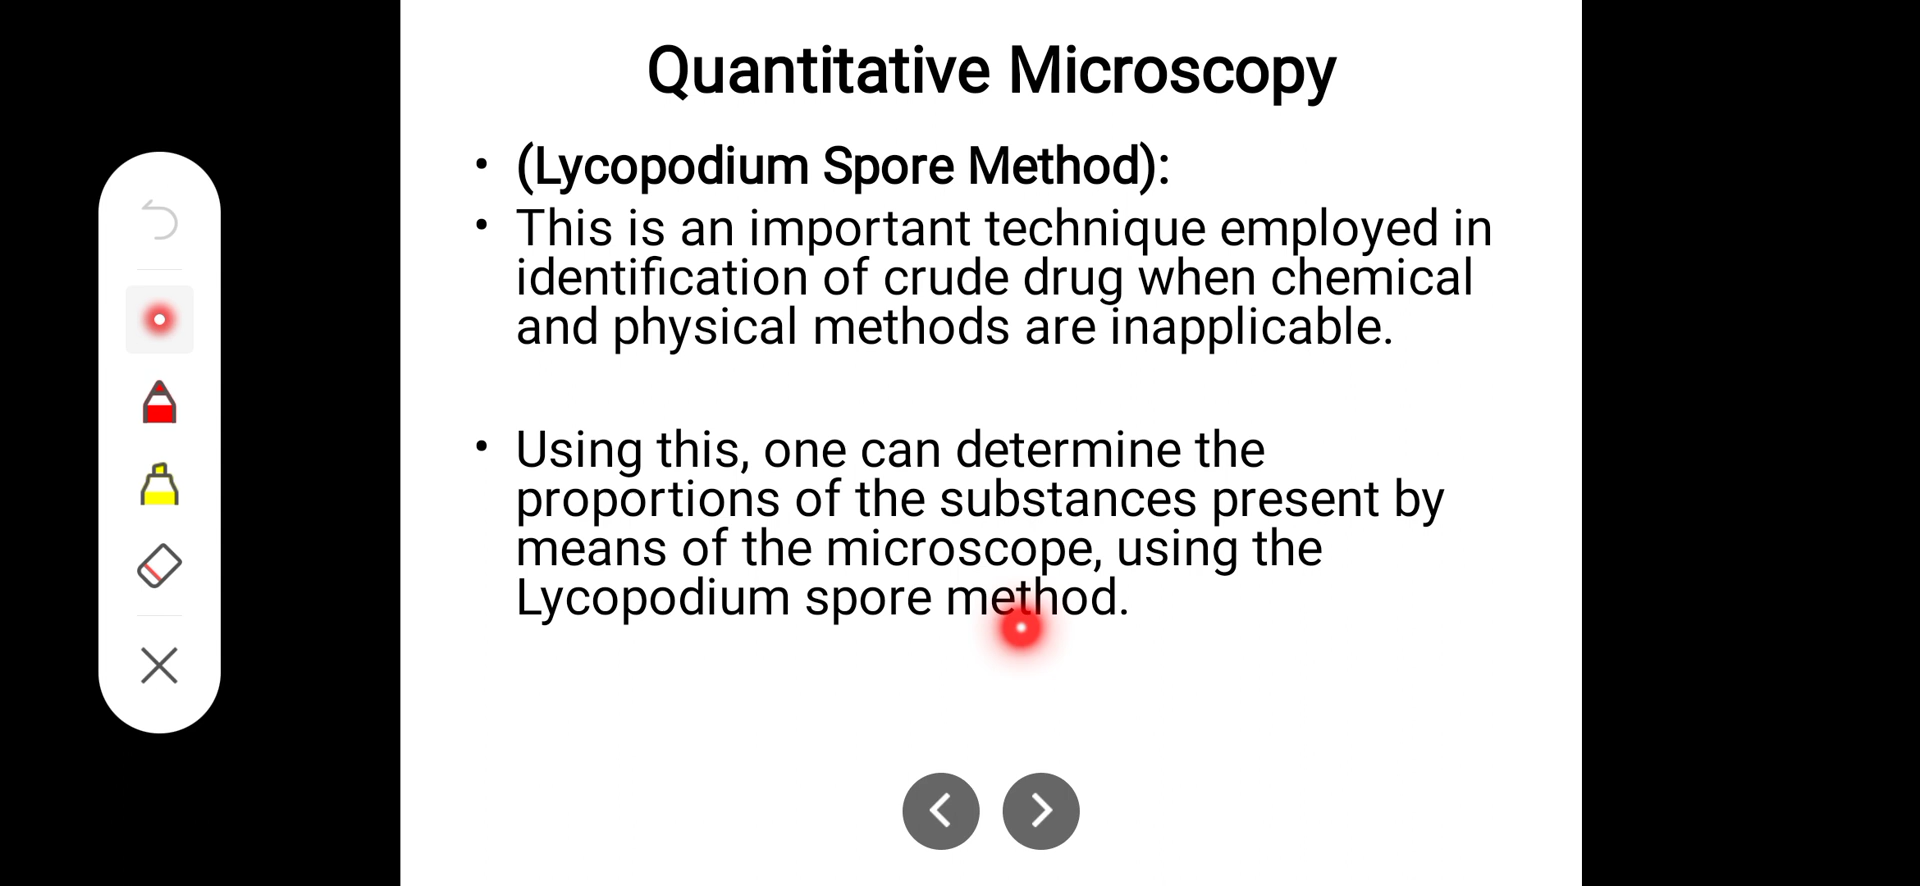 Quantitative Microscopy
• (Lycopodium Spore Method):
• This is an important technique employed in
identification of crude drug when chemical
and physical methods are inapplicable.
• Using this, one can determine the
proportions of the substances present by
means of the microscope, using the
Lycopodium spore method.